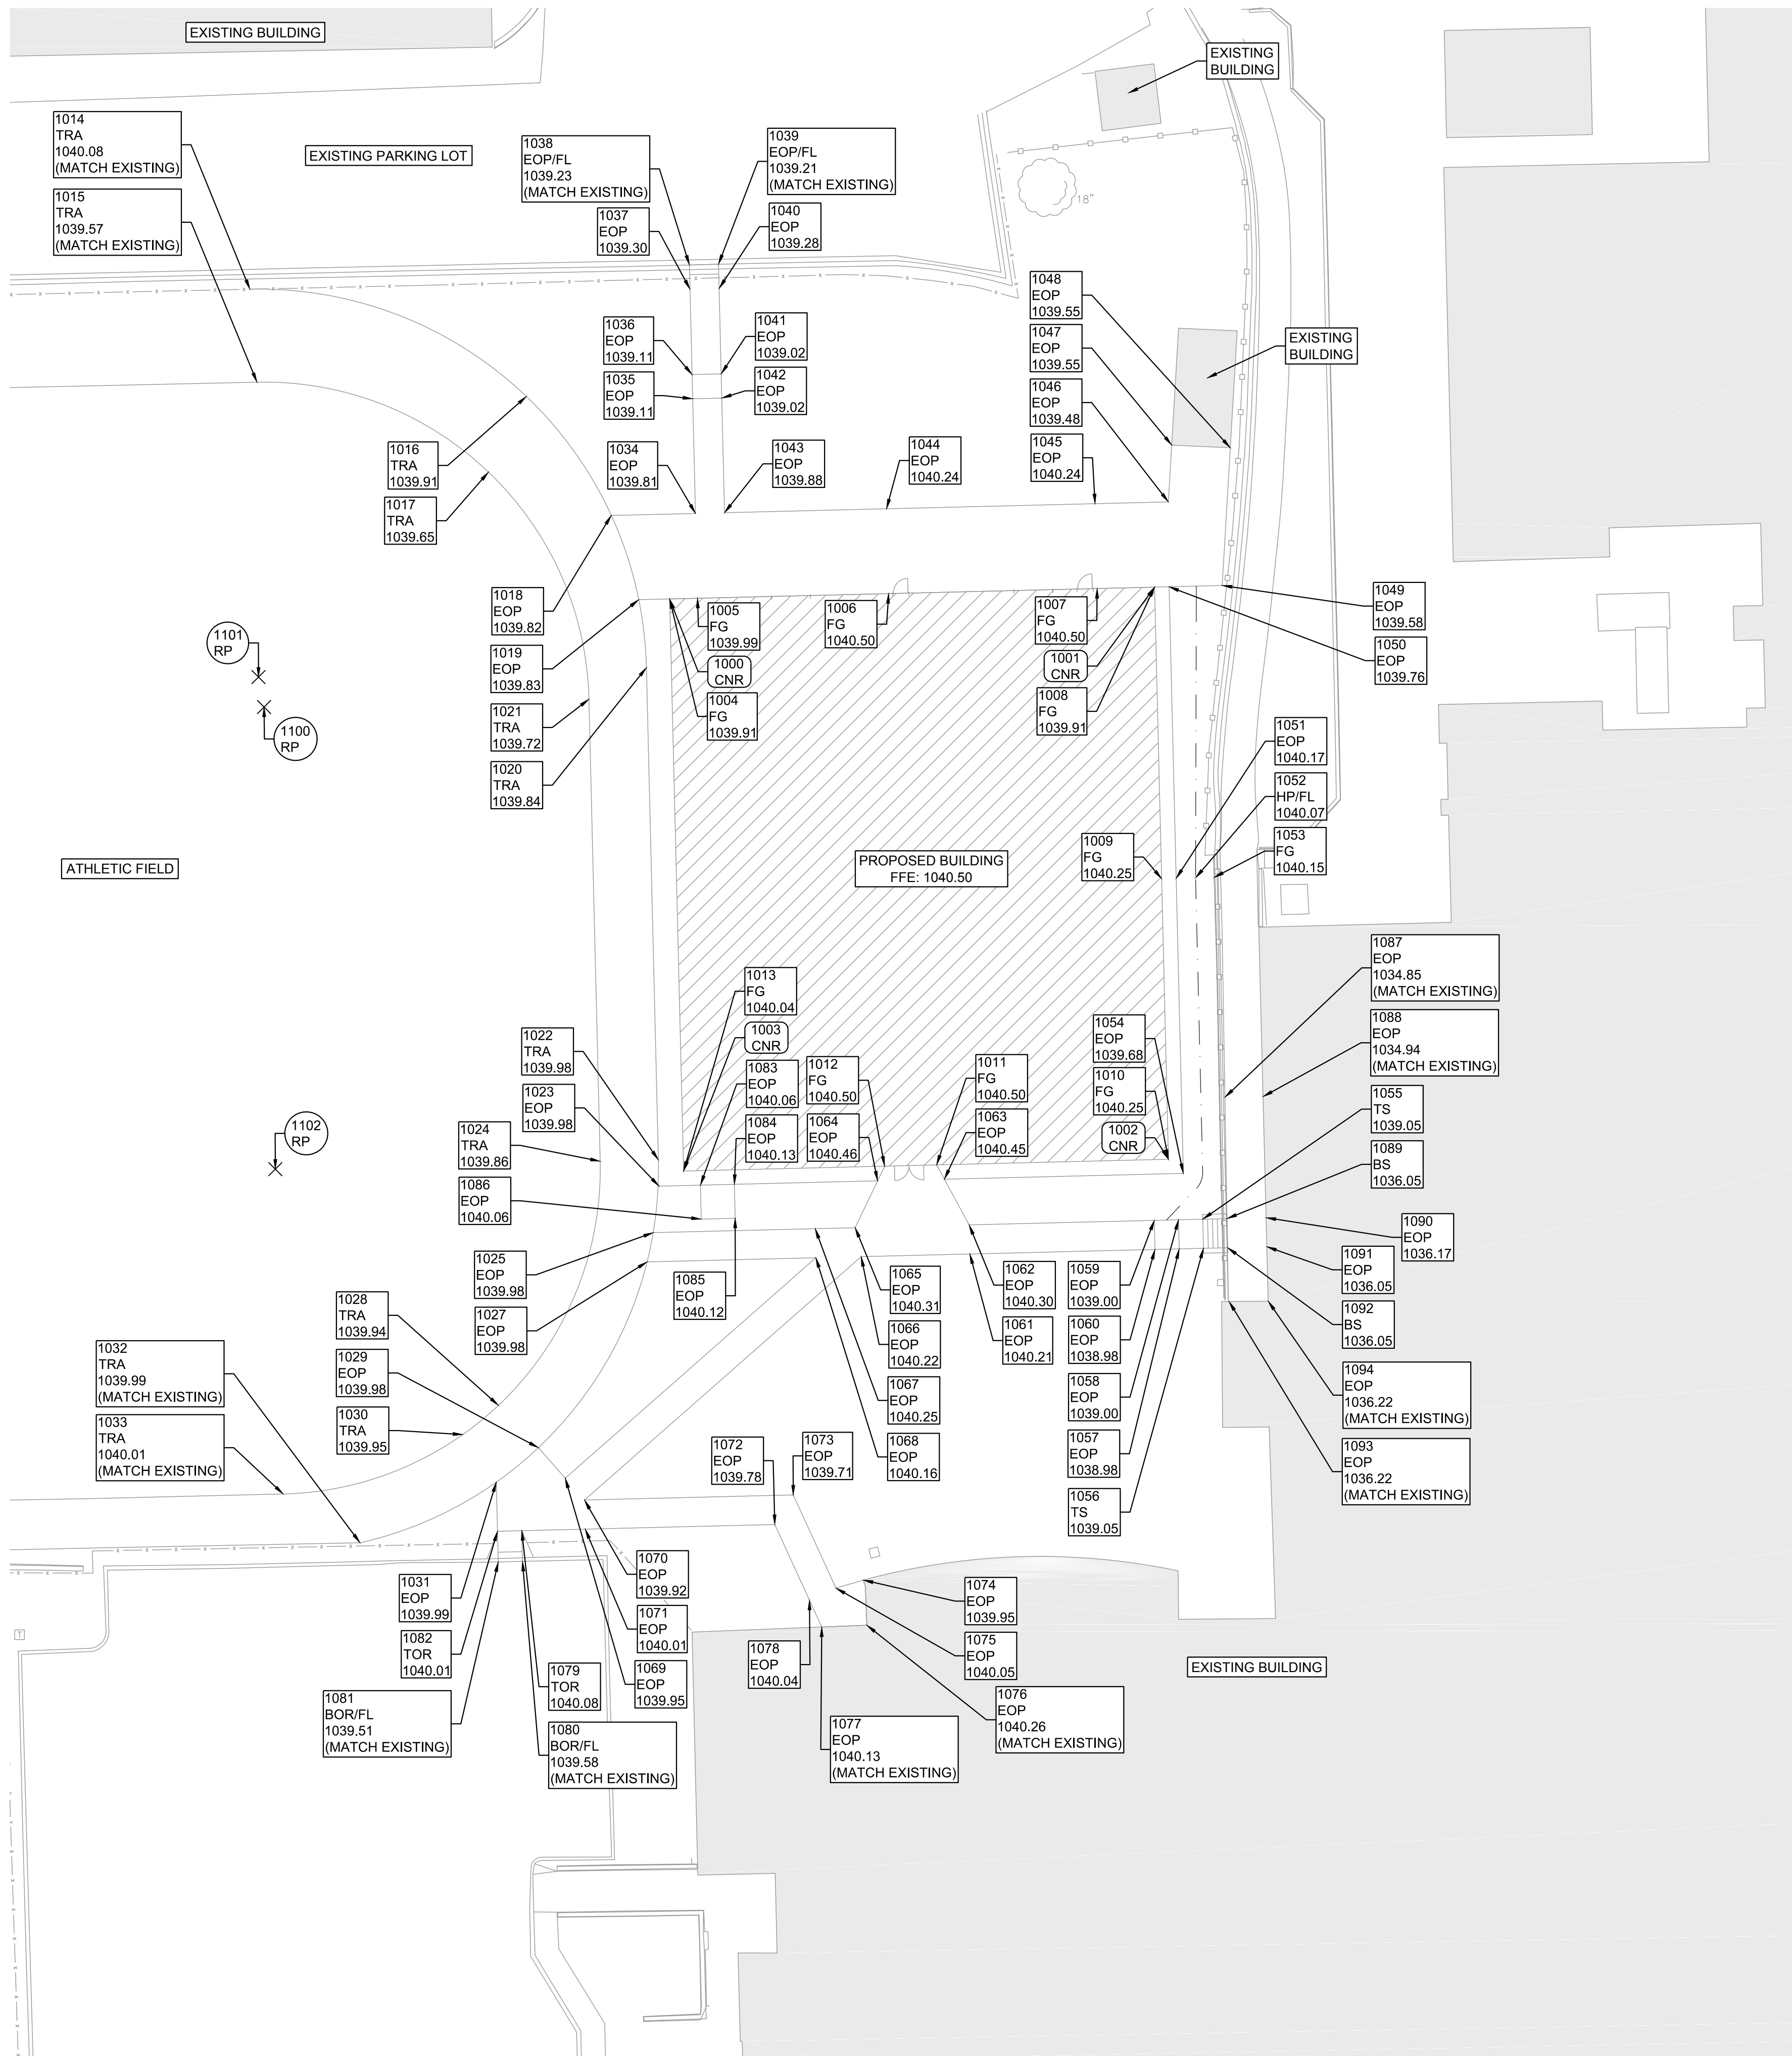 EXISTING BUILDING
EXISTING
BUILDING
1014
TRA
1040.08
(MATCH EXISTING)
EXISTING PARKING LOT
1038
EOP/FL
1039.23
(MATCH EXISTING)
1039
EOP/FL
1039.21
(MATCH EXISTING)
1015
TRA
1039.57
(MATCH EXISTING)
18"
1037
EOP
1039.30
1040
EOP
1039.28
1048
EOP
1039.55
1036
EOP
1039.11
1041
EOP
1039.02
1047
EOP
1039.55
EXISTING
BUILDING
1035
EOP
1039.11
1042
EOP
1039.02
1046
EOP
1039.48
1016
TRA
1039.91
1034
EOP
1039.81
1043
EOP
1039.88
1044
EOP
1040.24
1045
EOP
1040.24
1017
TRA
1039.65
1018
EOP
1039.82
1005
FG
1039.99
1006
FG
1040.50
1007
FG
1040.50
1049
EOP
1039.58
1101
RP
1019
EOP
1039.83
1000
CNR
1001
CNR
1050
EOP
1039.76
1004
FG
1039.91
1008
FG
1039.91
1021
TRA
1039.72
1100
RP
1051
EOP
1040.17
1020
TRA
1039.84
1052
HP/FL
1040.07
ATHLETIC FIELD
PROPOSED BUILDING
FFE: 1040.50
1009
FG
1040.25
1053
FG
1040.15
1087
EOP
1034.85
(MATCH EXISTING)
1013
FG
1040.04
1088
EOP
1034.94
(MATCH EXISTING)
1022
TRA
1039.98
1003
CNR
1054
EOP
1039.68
1083
EOP
1040.06
1012
FG
1040.50
1011
FG
1040.50
1010
FG
1040.25
1023
EOP
1039.98
1055
TS
1039.05
1102
RP
1024
TRA
1039.86
1084
EOP
1040.13
1064
EOP
1040.46
1063
EOP
1040.45
1002
CNR
1089
BS
1036.05
1086
EOP
1040.06
1090
EOP
1036.17
1025
EOP
1039.98
1085
EOP
1040.12
1065
EOP
1040.31
1062
EOP
1040.30
1059
EOP
1039.00
1091
EOP
1036.05
1028
TRA
1039.94
1027
EOP
1039.98
1066
EOP
1040.22
1061
EOP
1040.21
1060
EOP
1038.98
1092
BS
1036.05
1032
TRA
1039.99
(MATCH EXISTING)
1029
EOP
1039.98
1067
EOP
1040.25
1058
EOP
1039.00
1094
EOP
1036.22
(MATCH EXISTING)
1033
TRA
1040.01
(MATCH EXISTING)
1030
TRA
1039.95
1072
EOP
1039.78
1073
EOP
1039.71
1068
EOP
1040.16
1057
EOP
1038.98
1093
EOP
1036.22
(MATCH EXISTING)
1056
TS
1039.05
1031
EOP
1039.99
1070
EOP
1039.92
1074
EOP
1039.95
1071
EOP
1040.01
T
1082
TOR
1040.01
1075
EOP
1040.05
1078
EOP
1040.04
1079
TOR
1040.08
1069
EOP
1039.95
EXISTING BUILDING
1081
BOR/FL
1039.51
(MATCH EXISTING)
1076
EOP
1040.26
(MATCH EXISTING)
1080
BOR/FL
1039.58
(MATCH EXISTING)
1077
EOP
1040.13
(MATCH EXISTING)